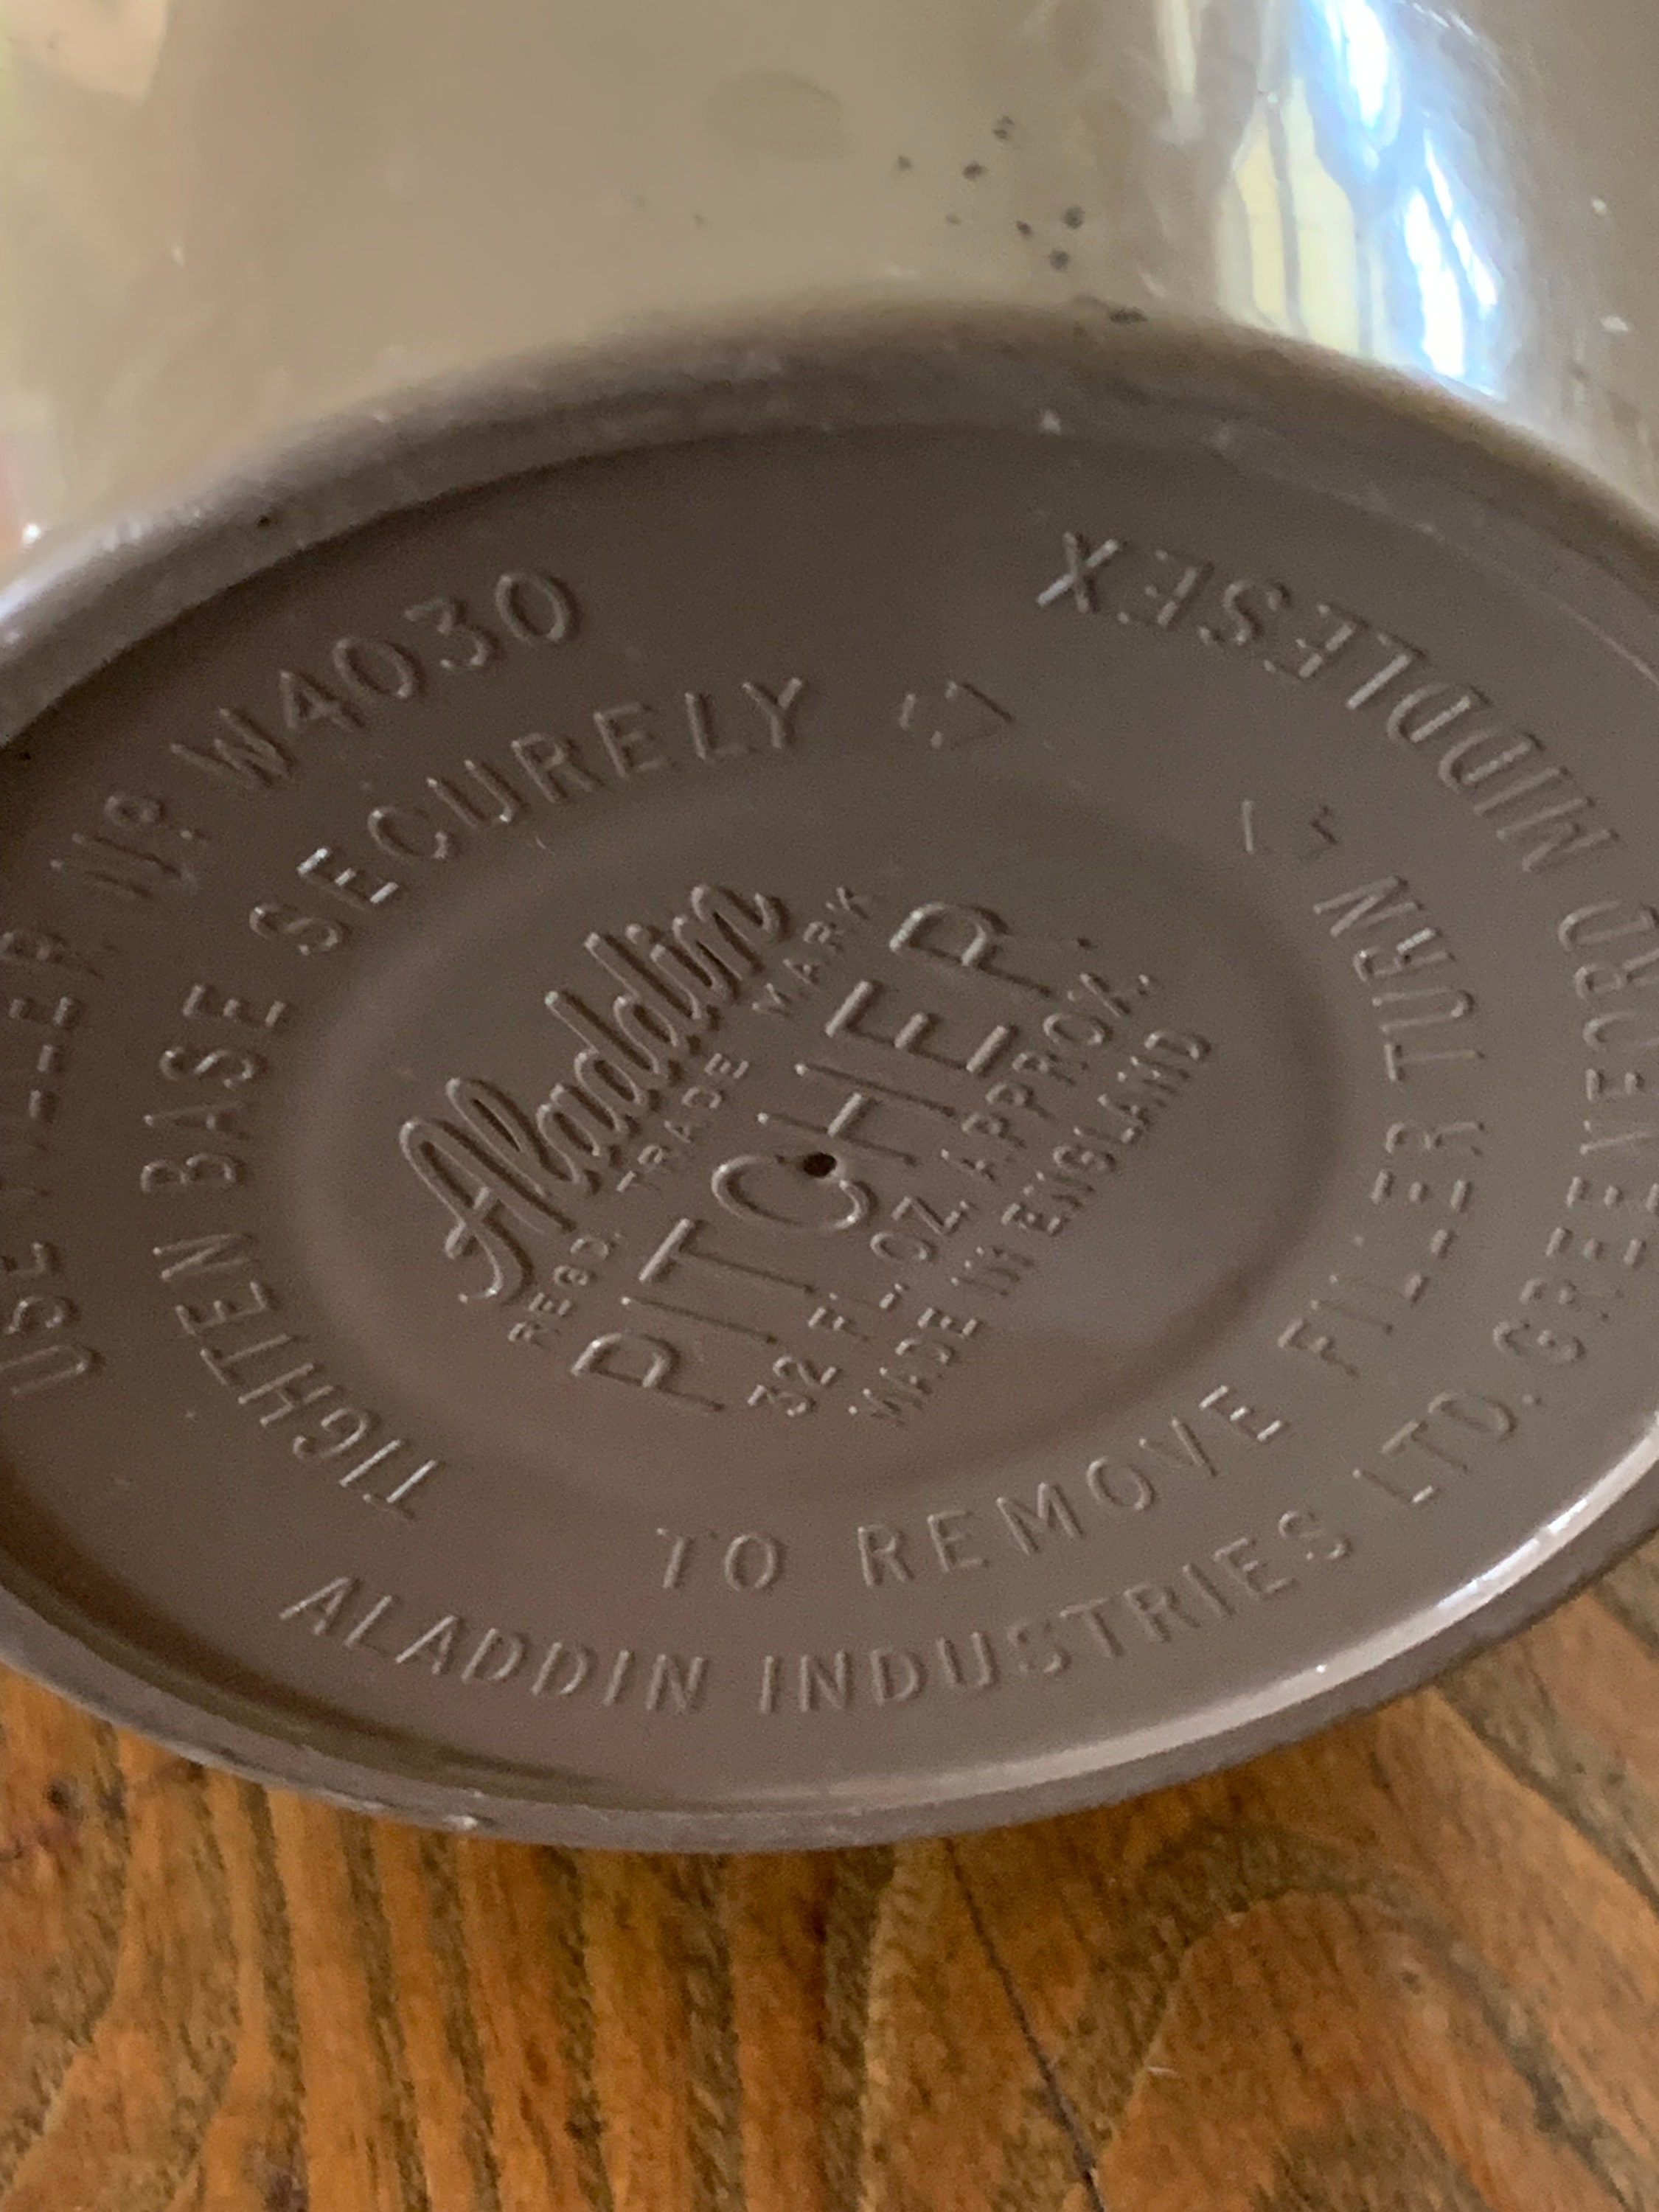 Aladdin
REGD. TRADE MARK
PITCHER
32 FL. OZ. APPROX.
MADE IN ENGLAND
TIGHTEN BASE SECURELY
TO REMOVE FILLER TURN
USE FILLER Nº W4030
ALADDIN INDUSTRIES LTD. GREENFORD MIDDLESEX